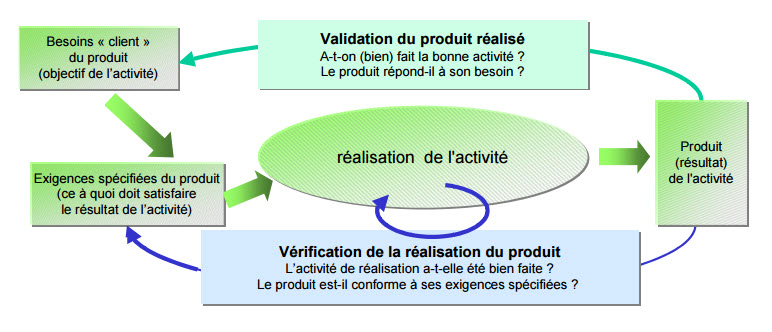 Besoins « client »
du produit
(objectif de l'activité)
Validation du produit réalisé
A-t-on (bien) fait la bonne activité ?
Le produit répond-il à son besoin ?
Exigences spécifiées du produit
(ce à quoi doit satisfaire
le résultat de l'activité)
réalisation de l'activité
Produit
(résultat)
de l'activité
Vérification de la réalisation du produit
L'activité de réalisation a-t-elle été bien faite ?
Le produit est-il conforme à ses exigences spécifiées ?